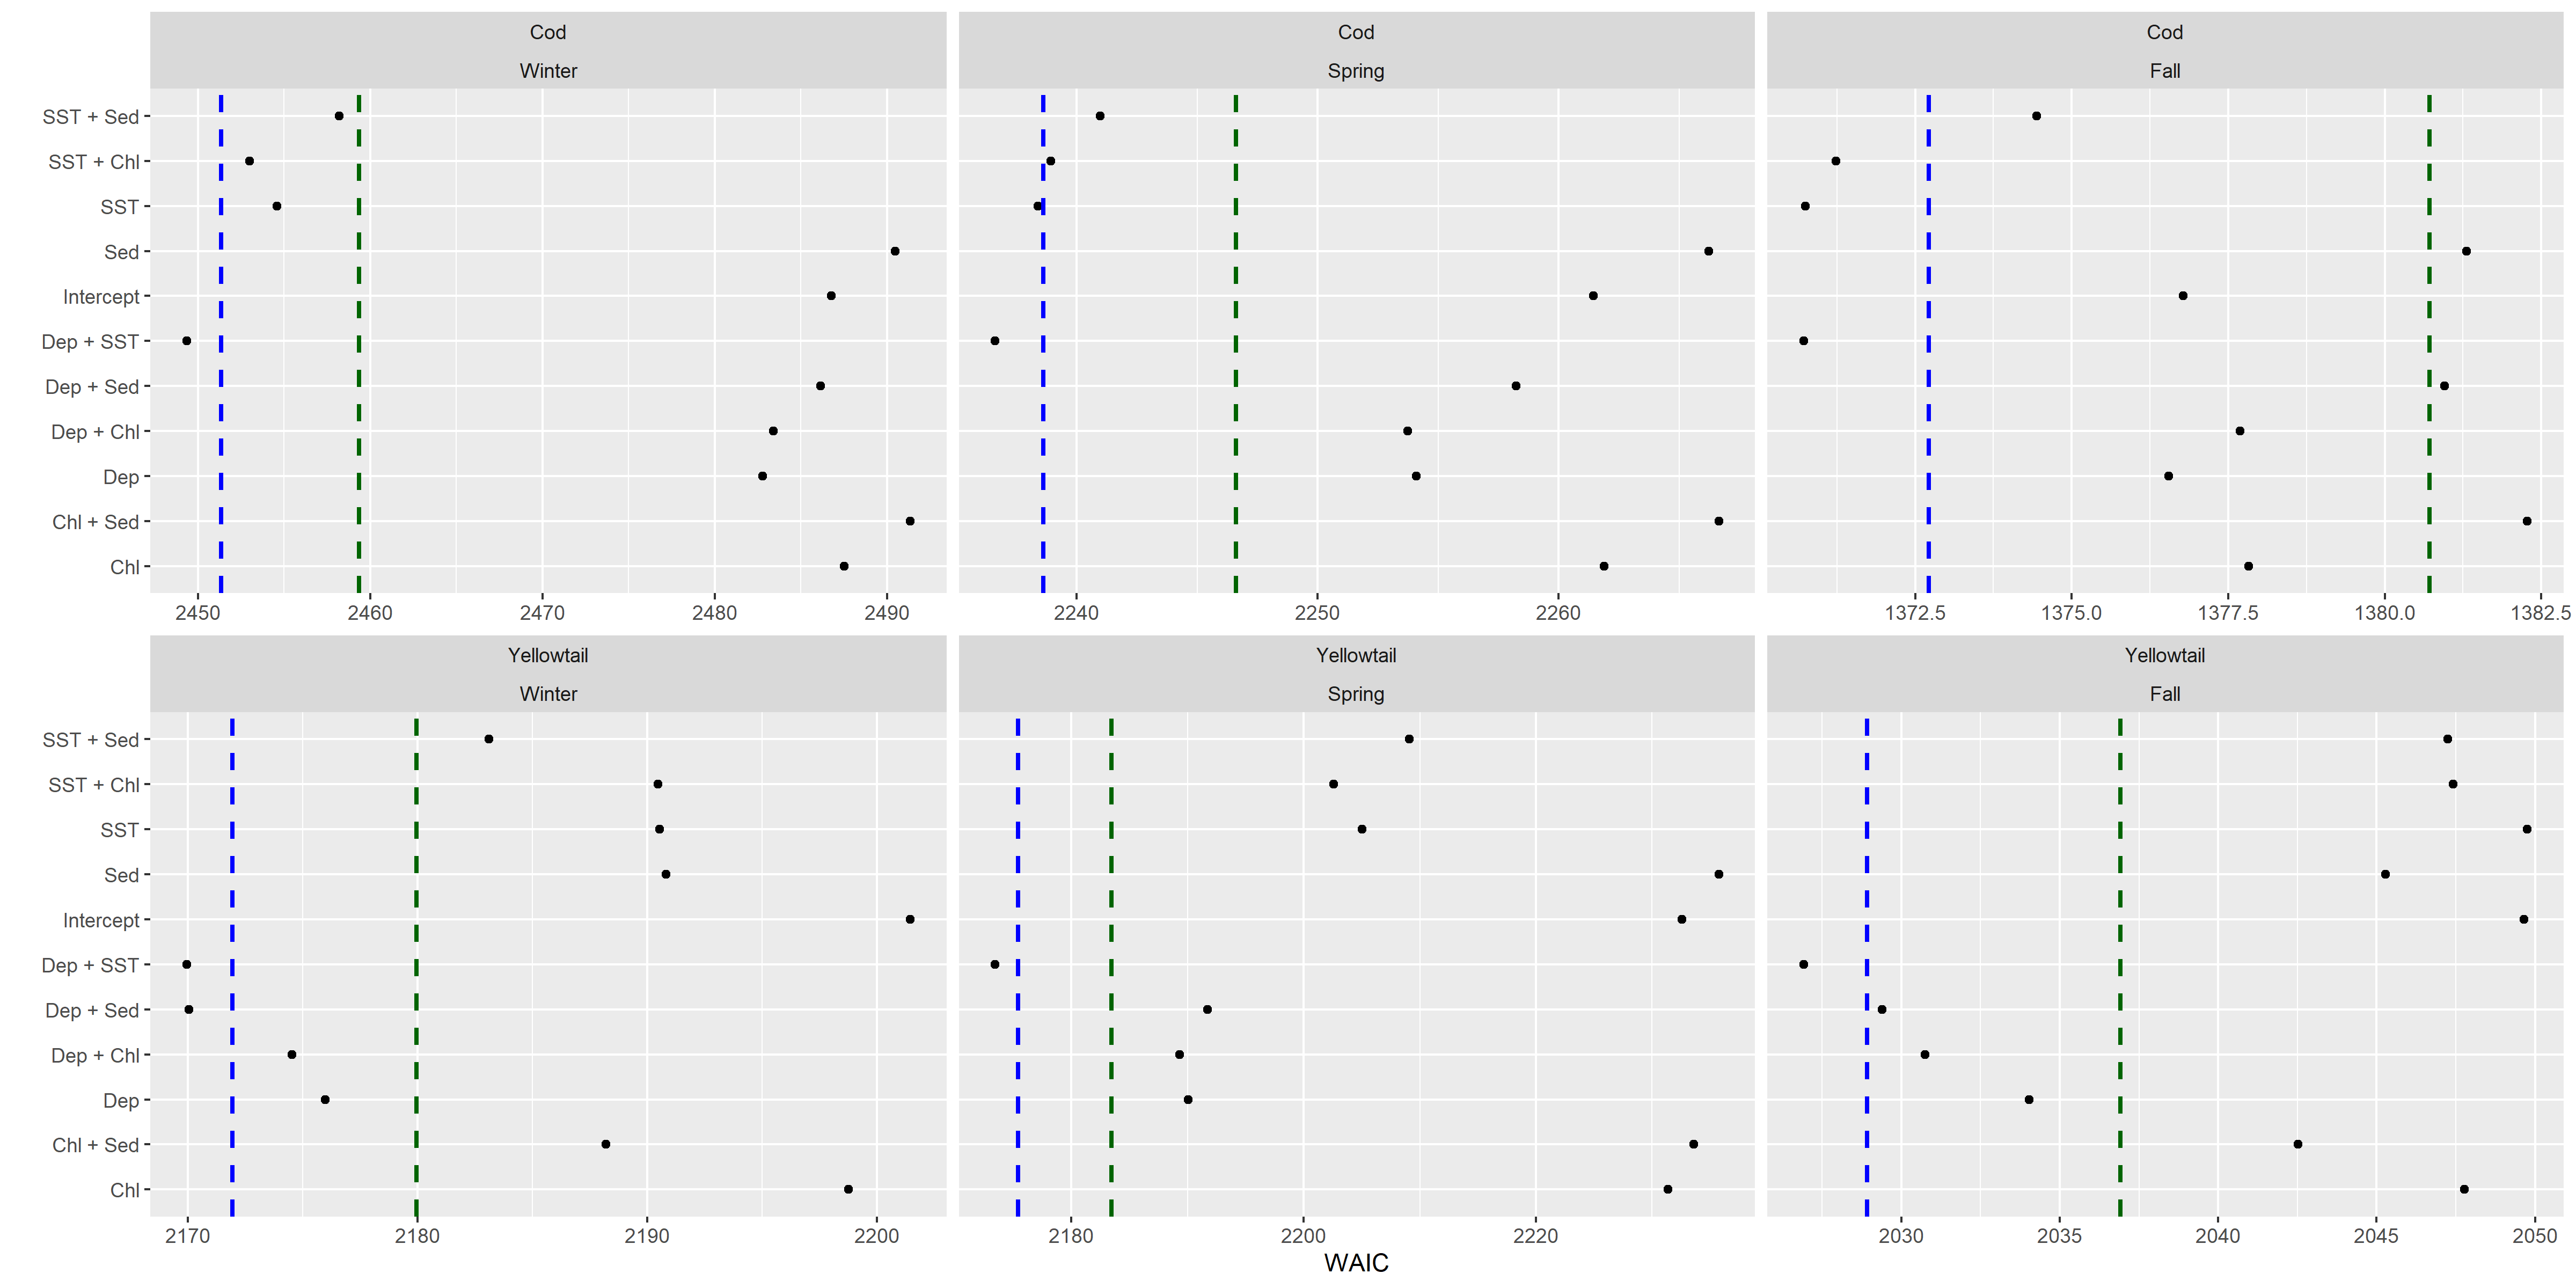 Cod Cod Cod
Winter Spring Fall
SST + Sed
SST + Chl
SST
Sed
Intercept
Dep + SST
Dep + Sed
Dep + Chl
Dep
Chl + Sed
Chl
2450 2460 2470 2480 2490 2240 2250 2260 1372.5 1375.0 1377.5 1380.0 1382.5
Yellowtail Yellowtail Yellowtail
Winter Spring Fall
SST + Sed
SST + Chl
SST
Sed
Intercept
Dep + SST
Dep + Sed
Dep + Chl
Dep
Chl + Sed
Chl
2170 2180 2190 2200 2180 2200 2220 2030 2035 2040 2045 2050
WAIC